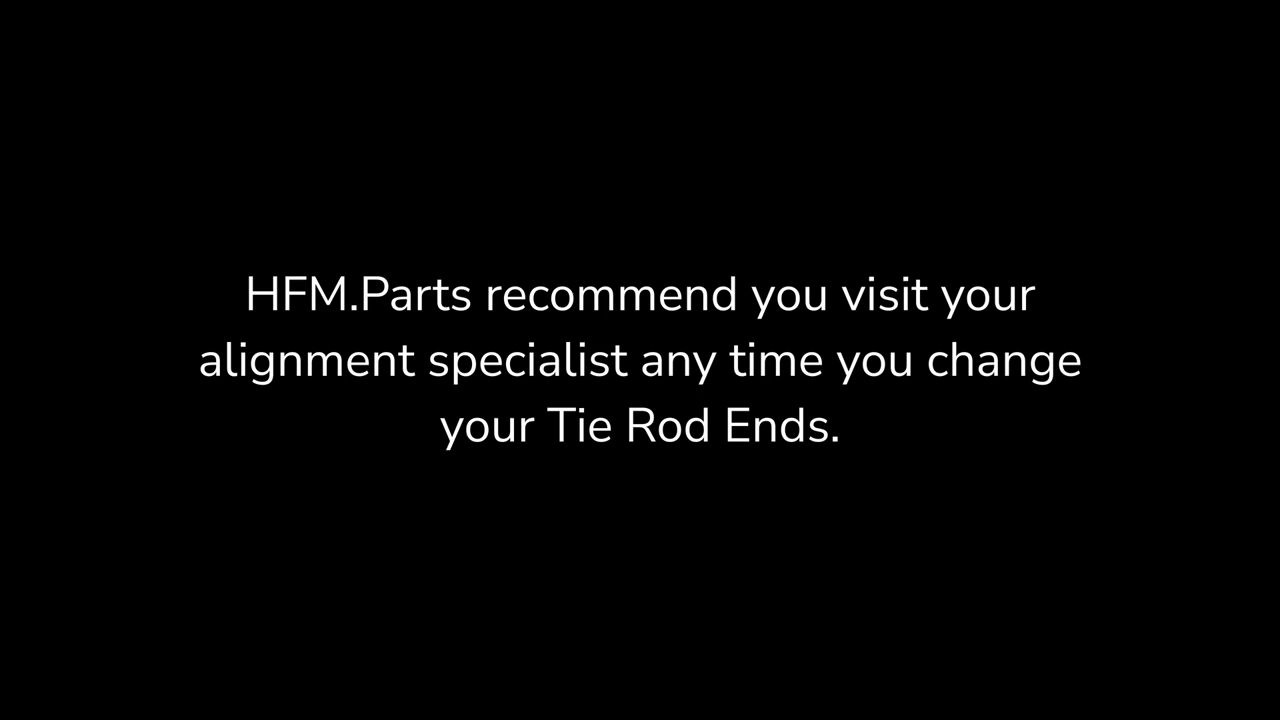 HFM.Parts recommend you visit your
alignment specialist any time you change
your Tie Rod Ends.